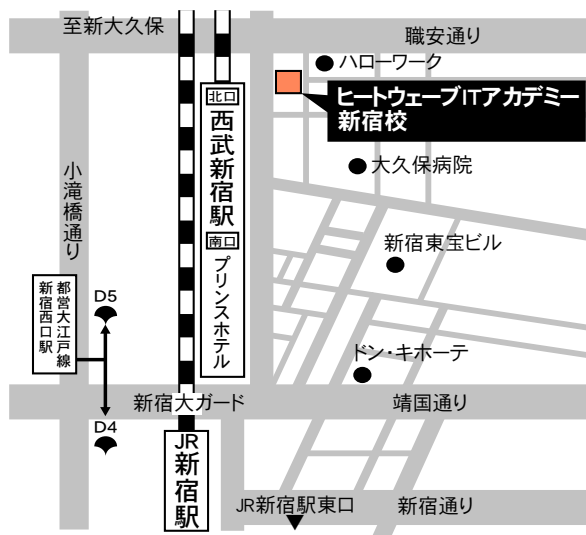 至新大久保
職安通り
ハローワーク
ヒートウェーブITアカデミー
新宿校
北口
西武新宿駅
南口
プリンスホテル
大久保病院
小滝橋通り
新宿東宝ビル
都営大江戸線
新宿西口駅
D5
ドン・キホーテ
新宿大ガード
靖国通り
D4
JR新宿駅
JR新宿駅東口
新宿通り